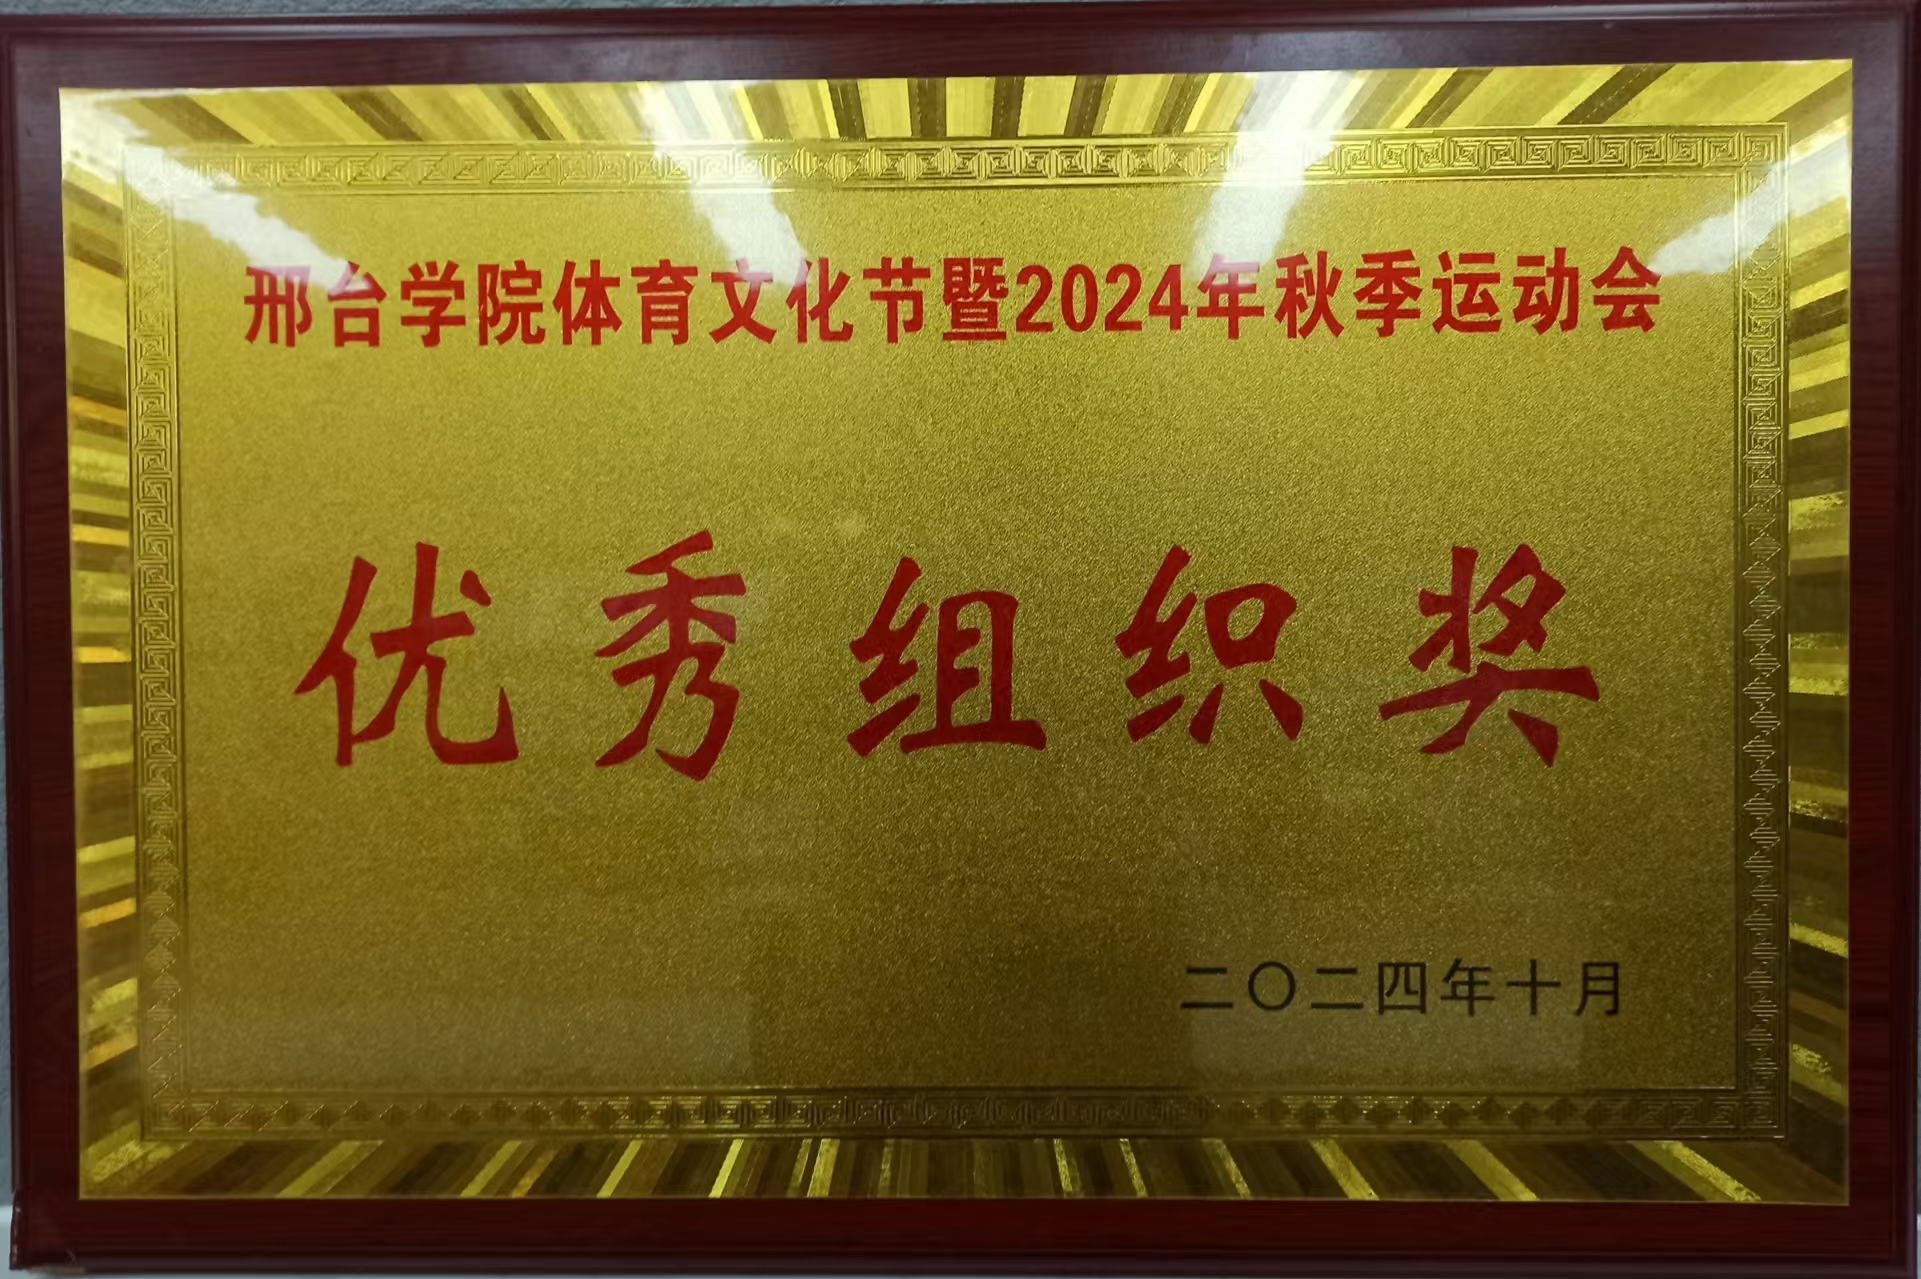 邢台学院体育文化节暨2024年秋季运动会
优秀组织奖
二〇二四年十月